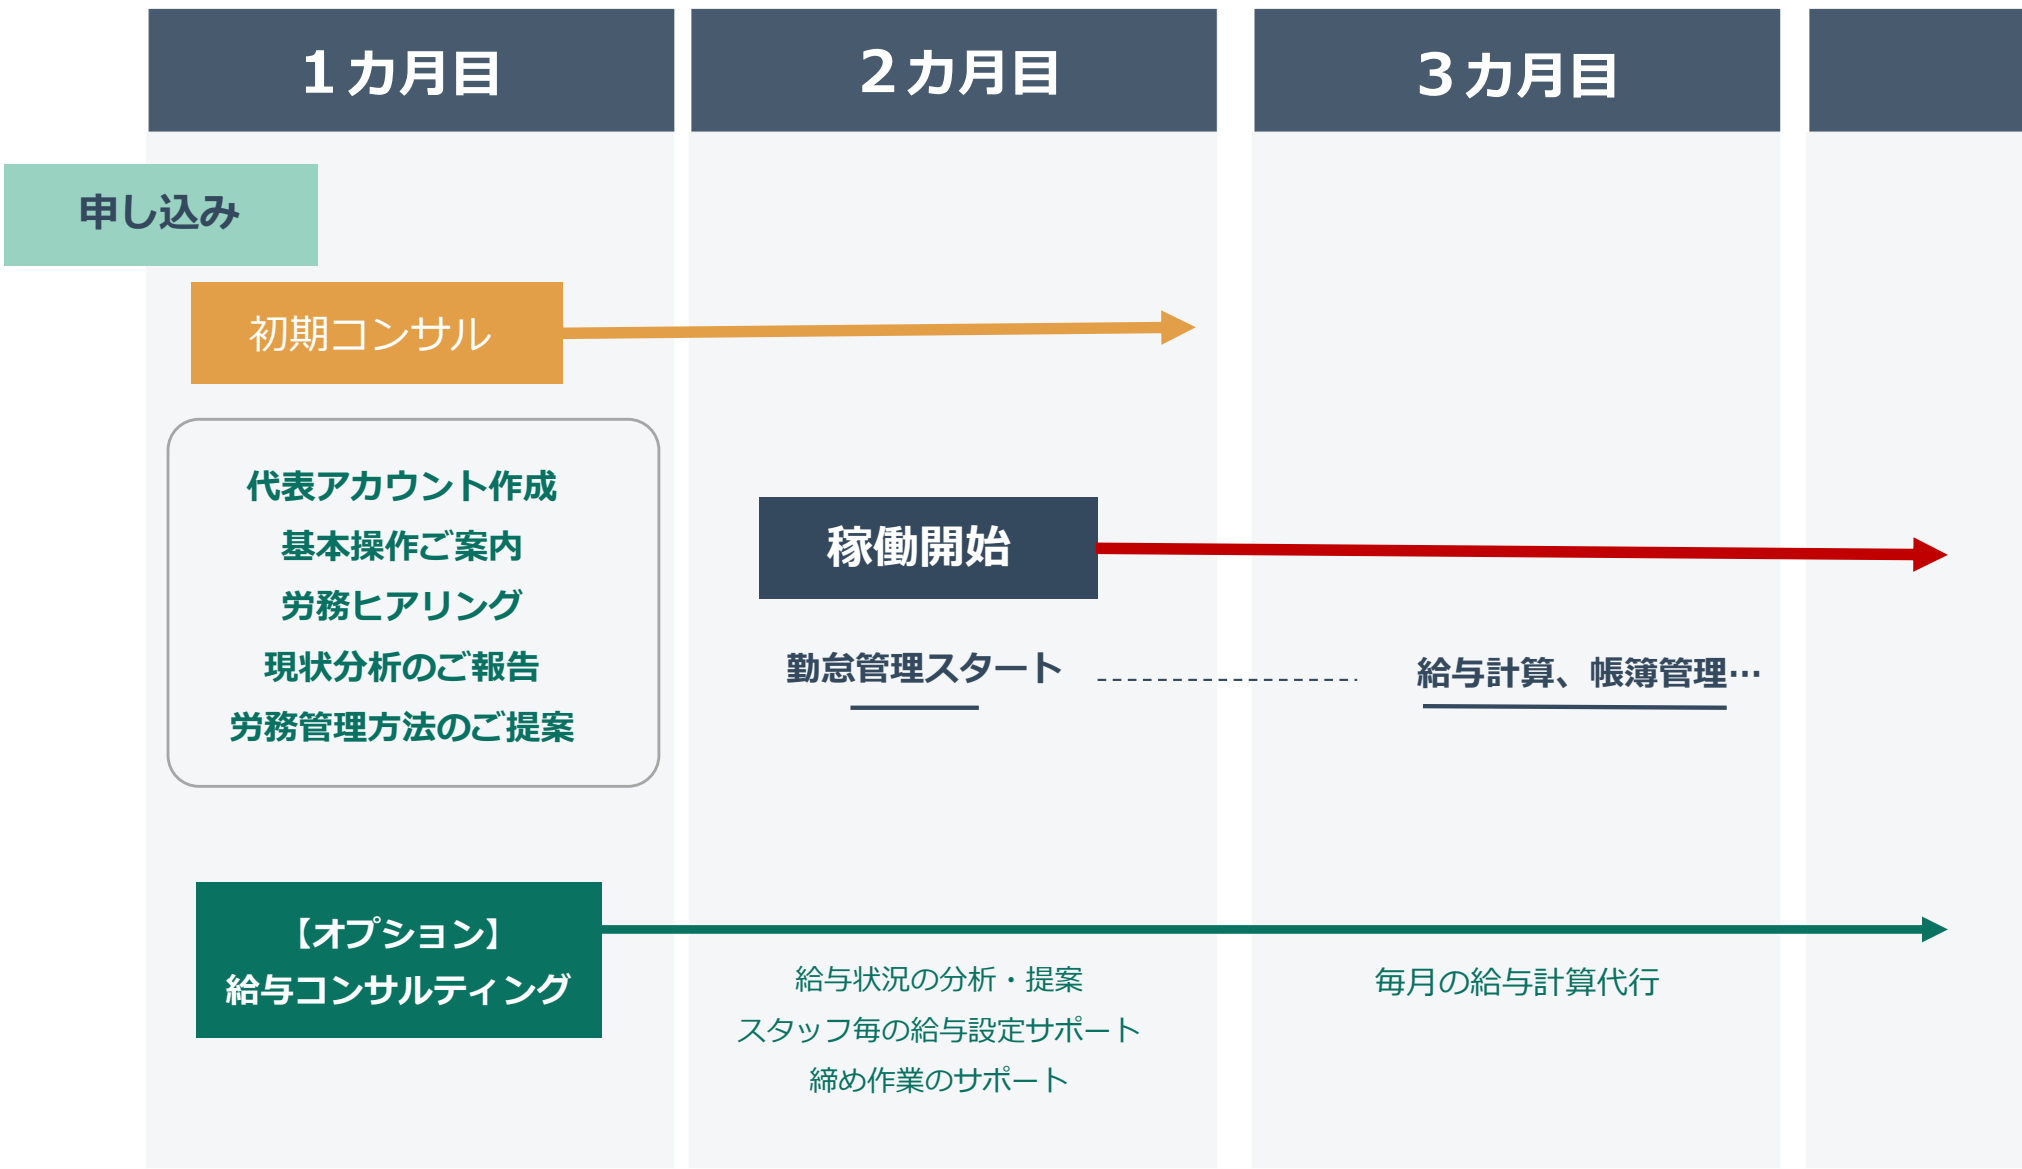 １カ月目
２カ月目
３カ月目
申し込み
初期コンサル
代表アカウント作成
基本操作ご案内
労務ヒアリング
現状分析のご報告
労務管理方法のご提案
稼働開始
勤怠管理スタート
給与計算、帳簿管理…
【オプション】
給与コンサルティング
給与状況の分析・提案
スタッフ毎の給与設定サポート
締め作業のサポート
毎月の給与計算代行